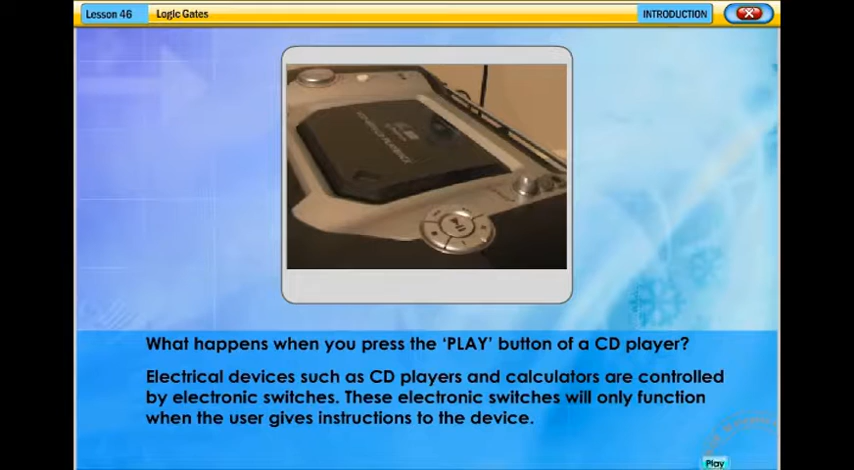 Lesson 46 Logic Gates INTRODUCTION
What happens when you press the ‘PLAY’ button of a CD player?
Electrical devices such as CD players and calculators are controlled
by electronic switches. These electronic switches will only function
when the user gives instructions to the device.
Play